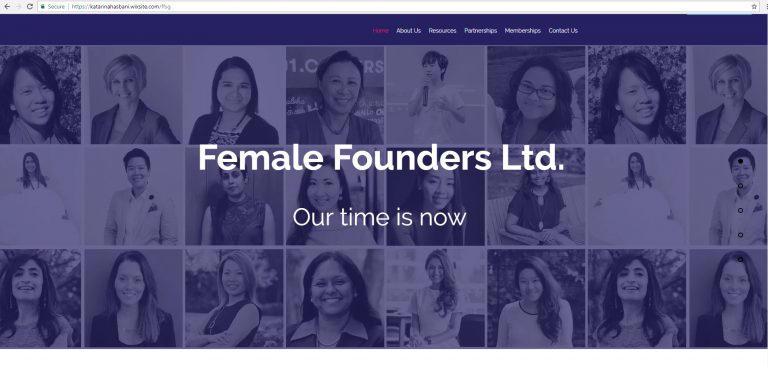 Secure | https://katarinahasbani.wixsite.com/ffsg
Home About Us Resources Partnerships Memberships Contact Us
Female Founders Ltd.
Our time is now